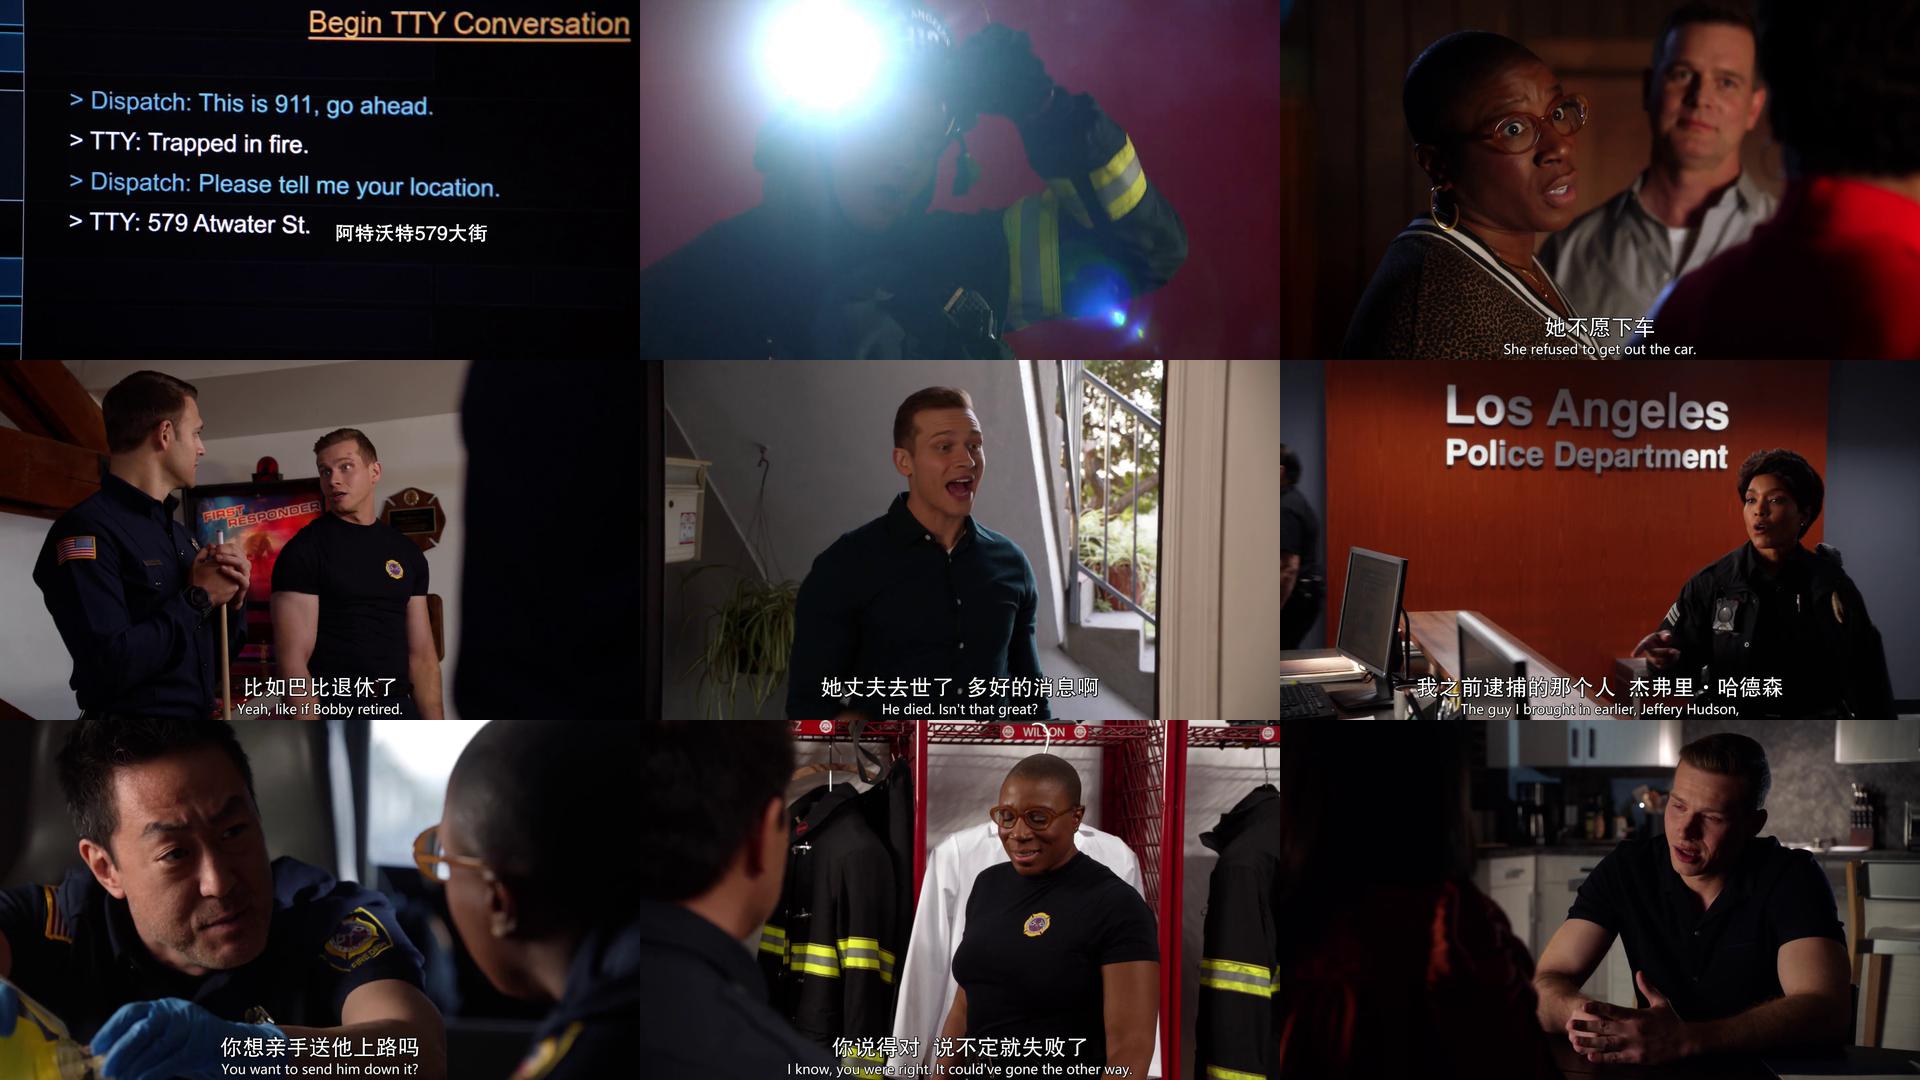 Begin TTY Conversation
> Dispatch: This is 911, go ahead.
> TTY: Trapped in fire.
> Dispatch: Please tell me your location.
> TTY: 579 Atwater St.
阿特沃特579大街
她不愿下车
She refused to get out the car.
FIRST
RESPONDER
比如巴比退休了
Yeah, like if Bobby retired.
她丈夫去世了 多好的消息啊
He died. Isn't that great?
Los Angeles
Police Department
我之前逮捕的那个人 杰弗里·哈德森
The guy I brought in earlier, Jeffery Hudson,
你想亲手送他上路吗
You want to send him down it?
WILSON
你说得对 说不定就失败了
I know, you were right. It could've gone the other way.